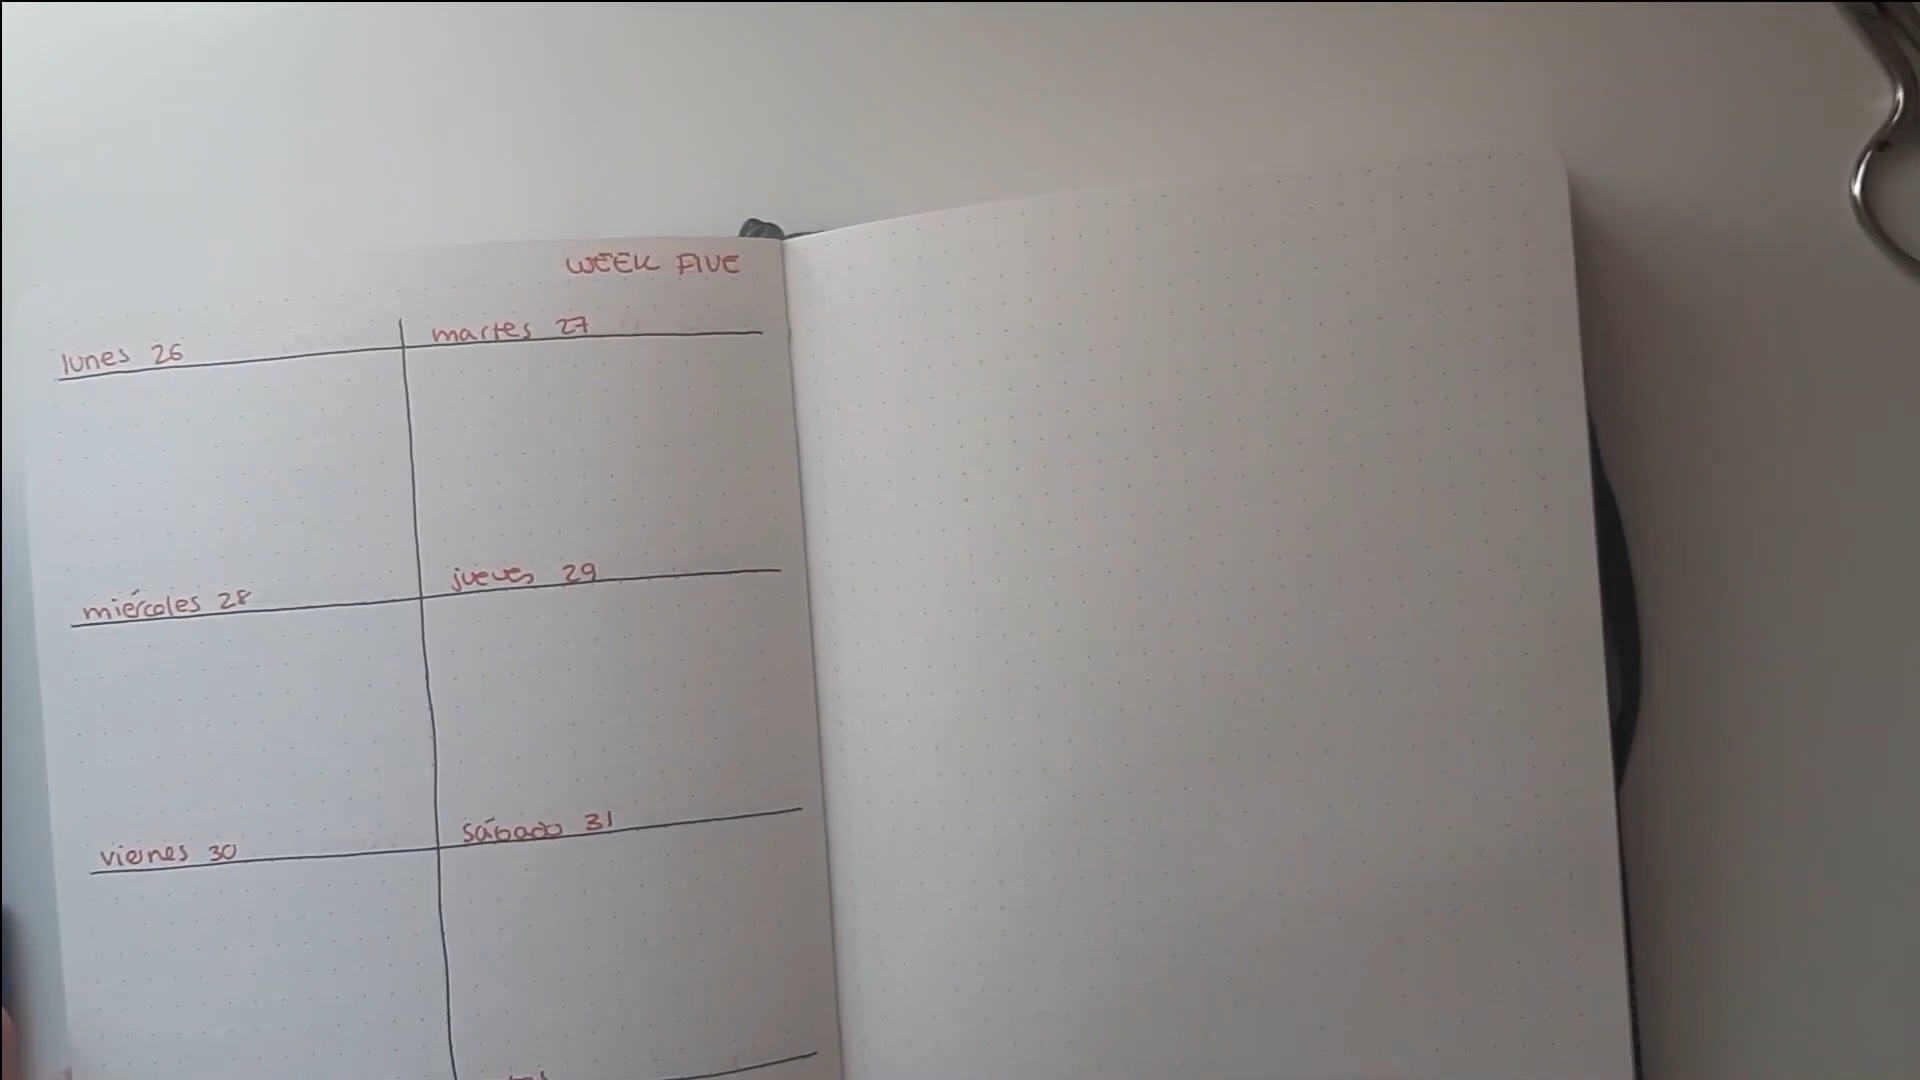 WEEK FIVE
lunes 26
martes 27
miércoles 28
jueves 29
viernes 30
sábado 31